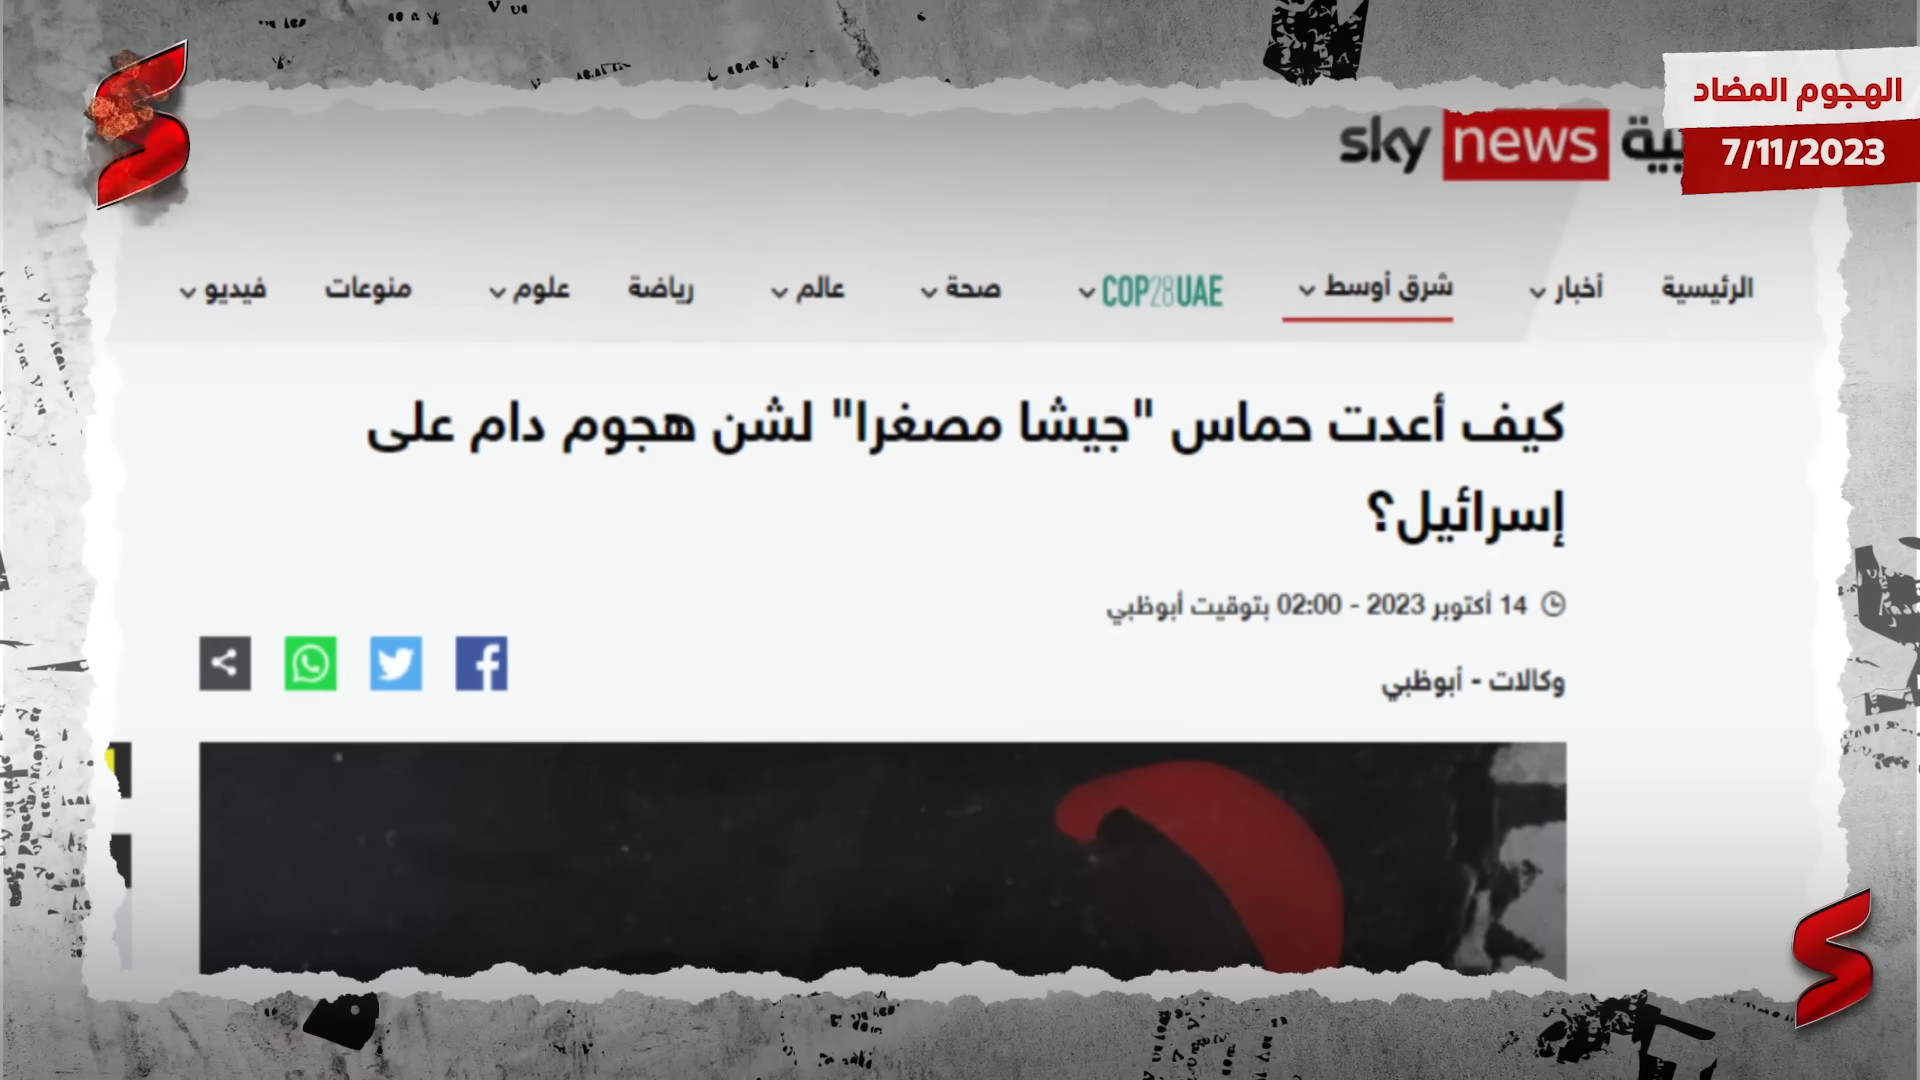 الهجوم المضاد
7/11/2023
sky news
الرئيسية أخبار شرق أوسط COP28UAE صحة عالم رياضة علوم منوعات فيديو
كيف أعدت حماس "جيشا مصغرا" لشن هجوم دام على
إسرائيل؟
14 أكتوبر 2023 - 02:00 بتوقيت أبوظبي
وكالات - أبوظبي